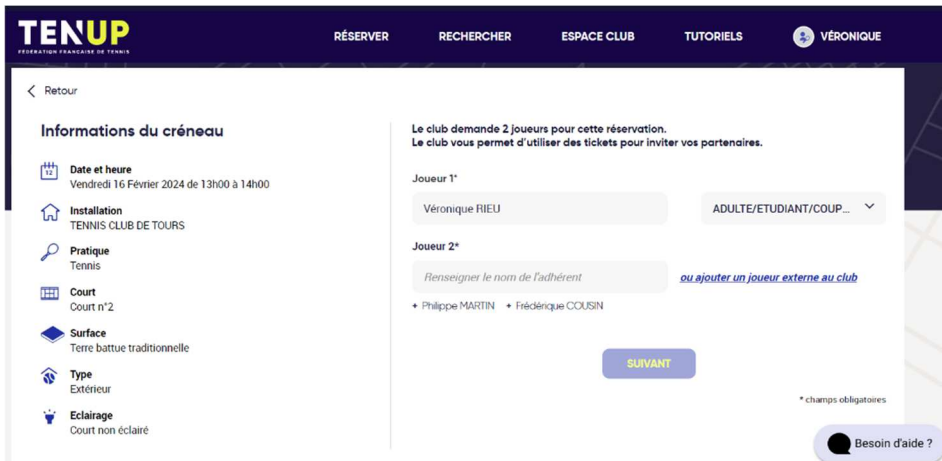 TENUP
FÉDÉRATION FRANÇAISE DE TENNIS
RÉSERVER
RECHERCHER
ESPACE CLUB
TUTORIELS
VÉRONIQUE
Retour
Informations du créneau
12
Date et heure
Vendredi 16 Février 2024 de 13h00 à 14h00
Installation
TENNIS CLUB DE TOURS
Pratique
Tennis
Court
Court n°2
Surface
Terre battue traditionnelle
Type
Extérieur
Eclairage
Court non éclairé
Le club demande 2 joueurs pour cette réservation.
Le club vous permet d'utiliser des tickets pour inviter vos partenaires.
Joueur 1*
Véronique RIEU
ADULTE/ETUDIANT/COUP...
Joueur 2*
Renseigner le nom de l'adhérent
ou ajouter un joueur externe au club
+ Philippe MARTIN + Frédérique COUSIN
SUIVANT
* champs obligatoires
Besoin d'aide ?